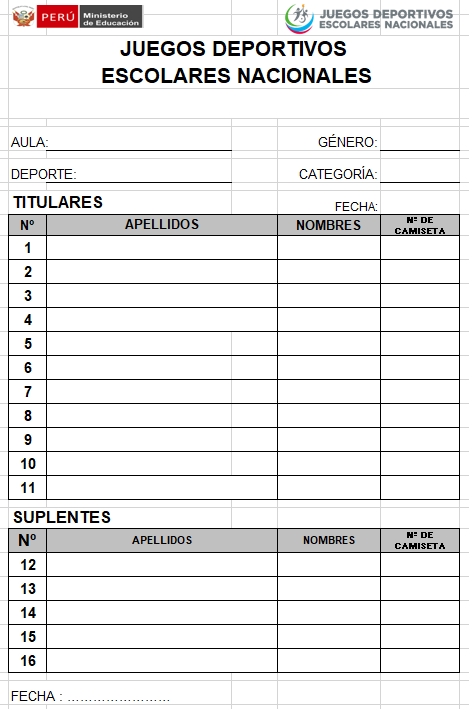 PERÚ Ministerio de Educación
JUEGOS DEPORTIVOS
ESCOLARES NACIONALES
JUEGOS DEPORTIVOS
ESCOLARES NACIONALES
AULA: GÉNERO:
DEPORTE: CATEGORÍA:
TITULARES FECHA:
Nº APELLIDOS NOMBRES Nº DE CAMISETA
1
2
3
4
5
6
7
8
9
10
11
SUPLENTES
Nº APELLIDOS NOMBRES Nº DE CAMISETA
12
13
14
15
16
FECHA : ……………………